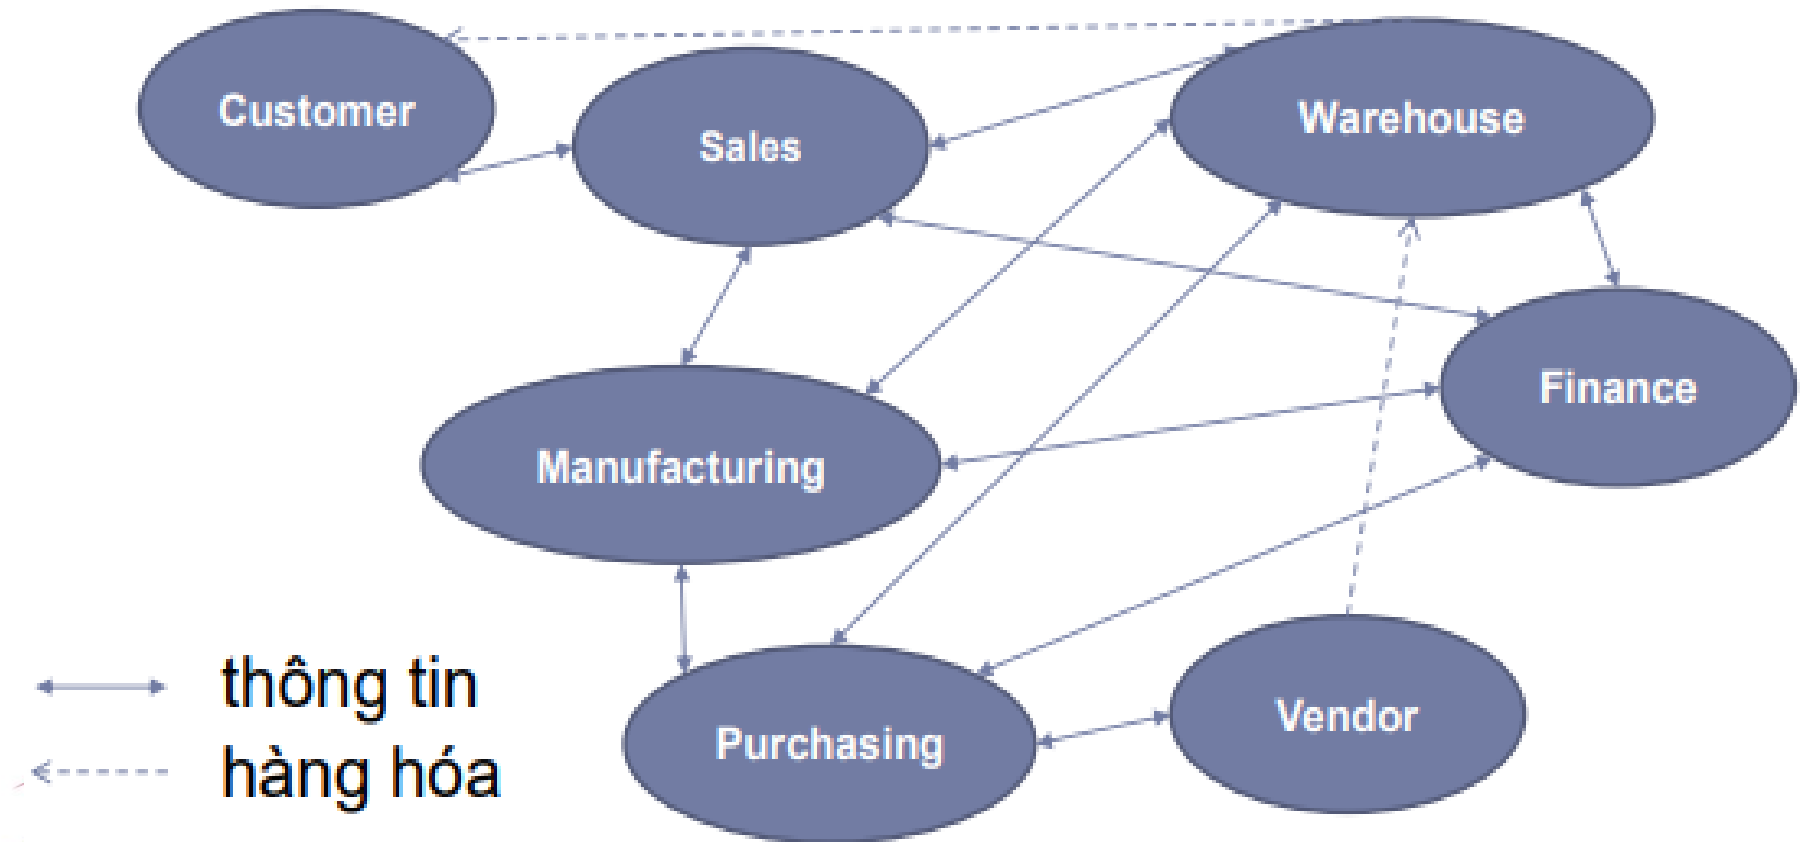 Customer
Sales
Warehouse
Finance
Manufacturing
Purchasing
Vendor
thông tin
hàng hóa